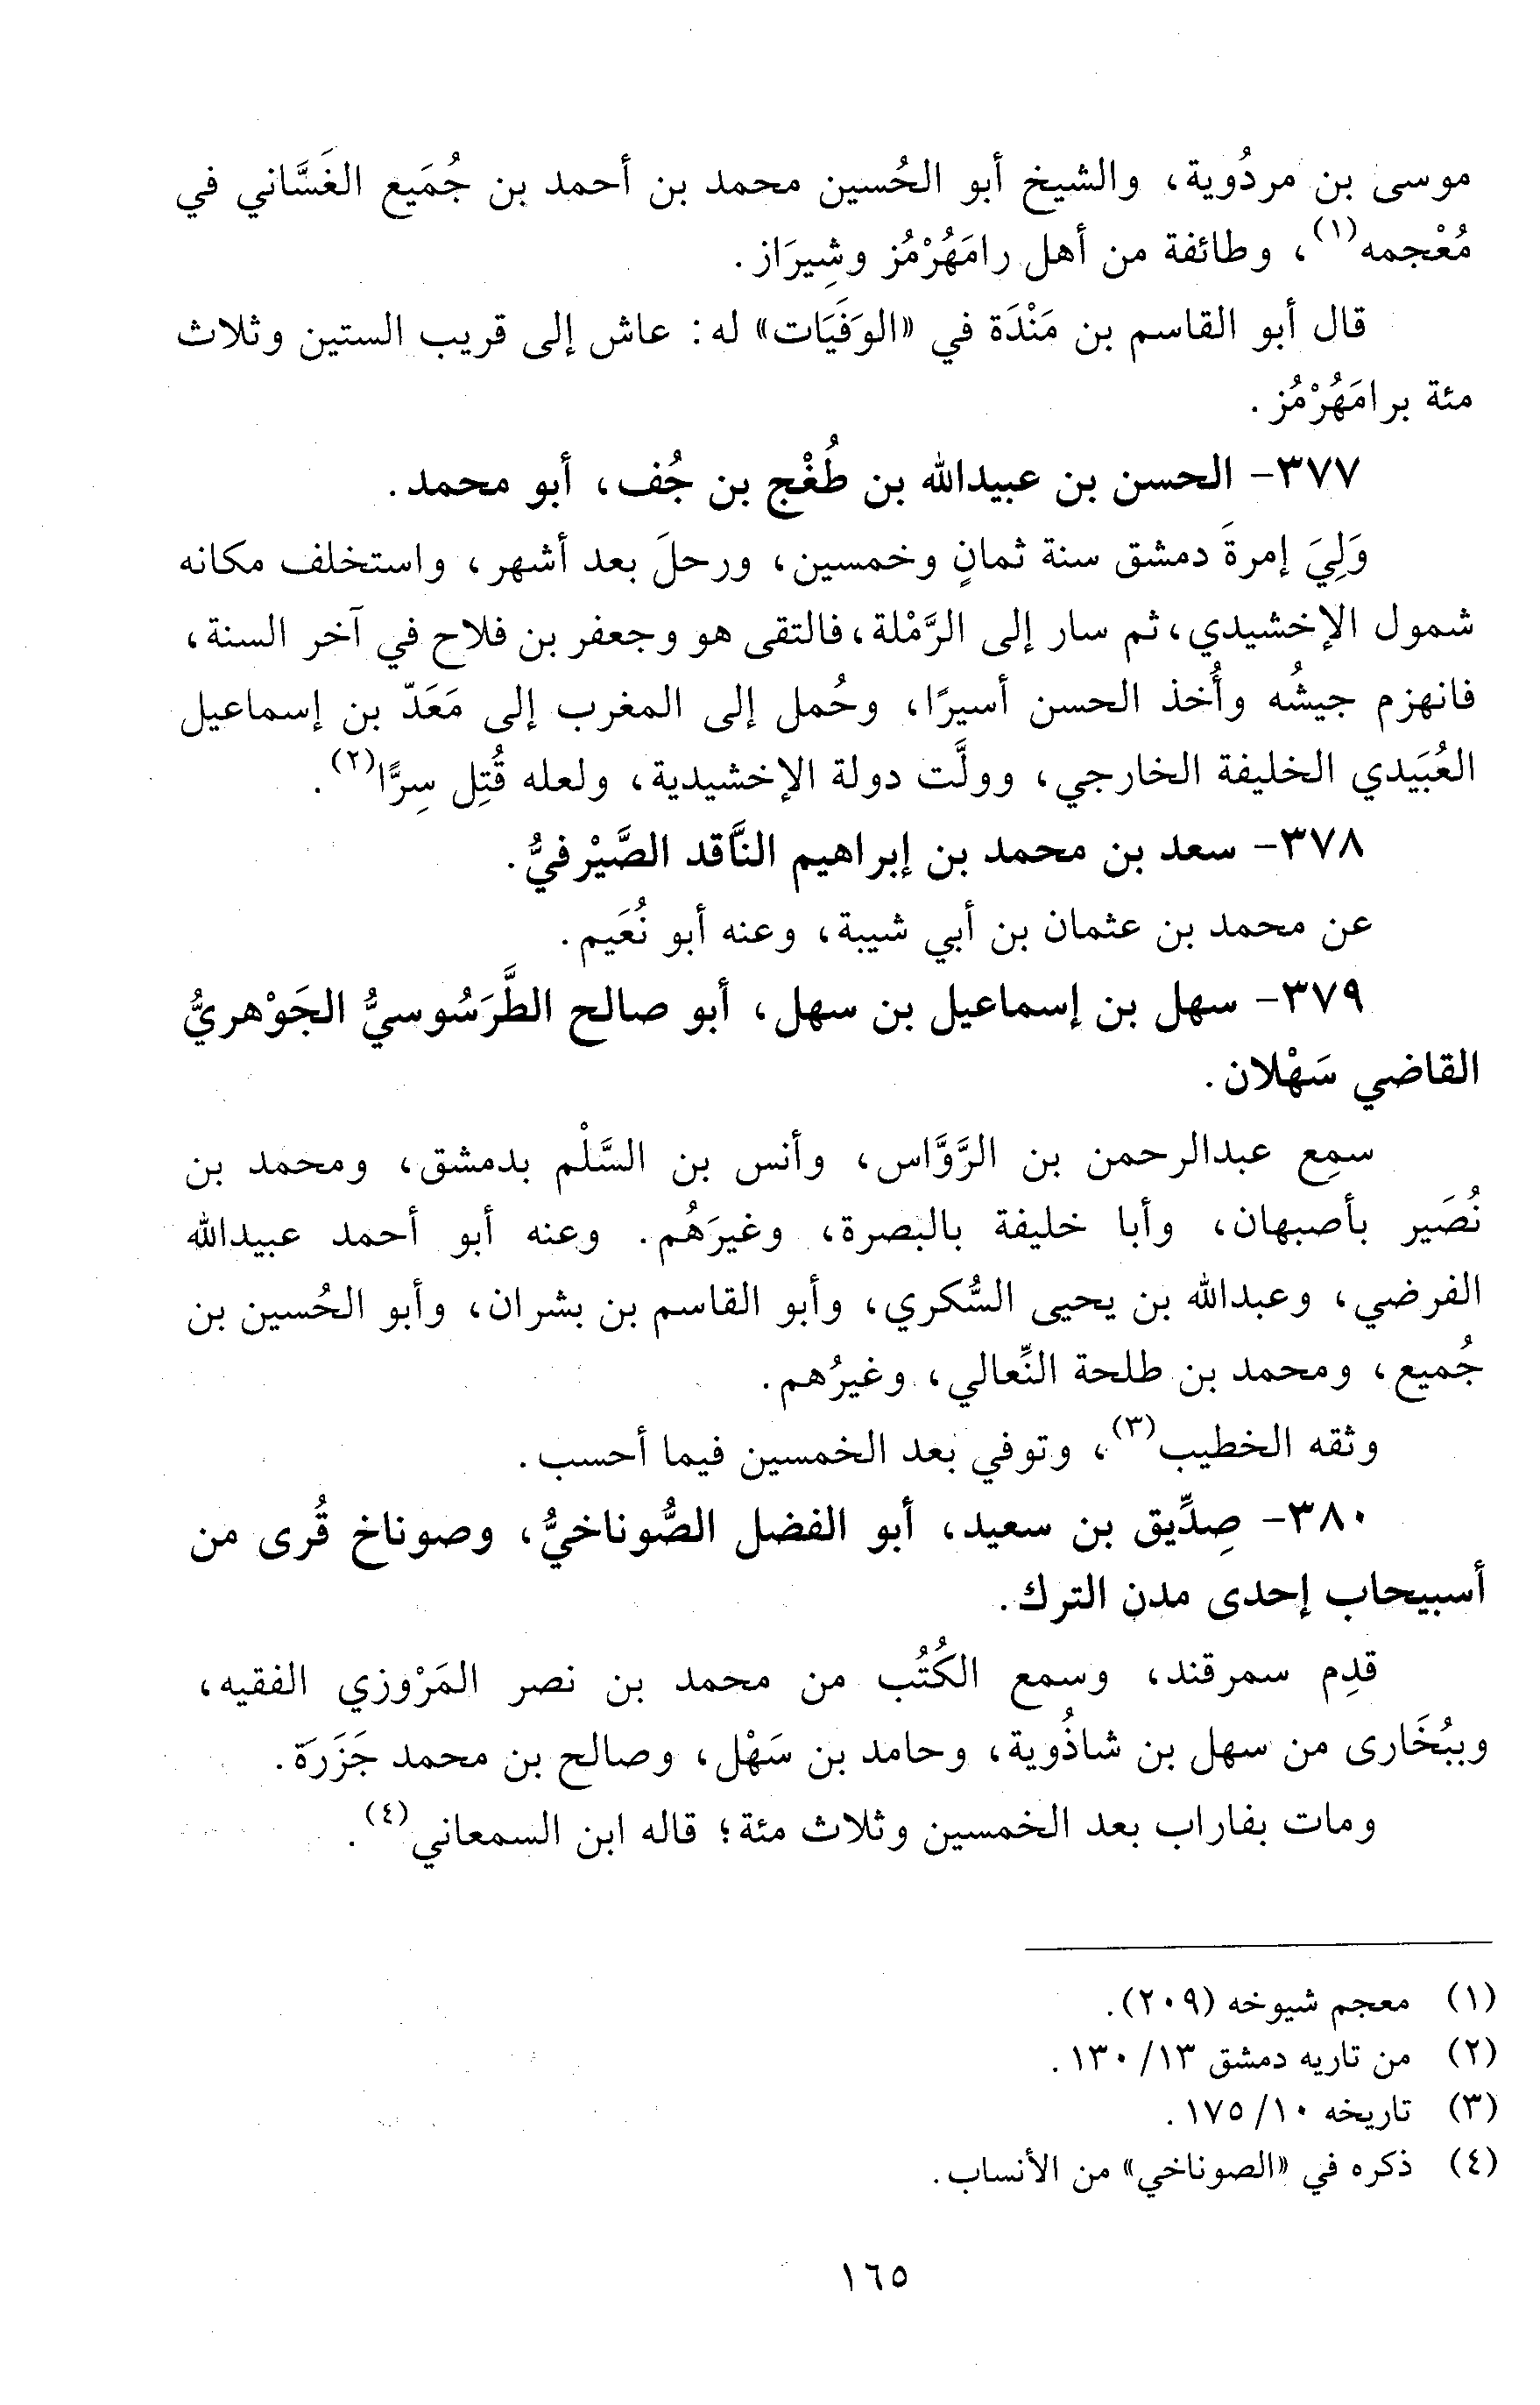 موسى بن مردُوية، والشيخ أبو الحُسين محمد بن أحمد بن جُمَيع الغَسَّاني في
مُعْجمه(١)، وطائفة من أهل رامَهُرْمُز وشِيرَاز.
قال أبو القاسم بن مَنْدَة في «الوَفَيَات» له: عاش إلى قريب الستين وثلاث
مئة برامَهُرْمُز.
٣٧٧- الحسن بن عبيدالله بن طُغْج بن جُف، أبو محمد.
وَلِيَ إمرةَ دمشق سنة ثمانٍ وخمسين، ورحلَ بعد أشهر، واستخلف مكانه
شمول الإخشيدي، ثم سار إلى الرَّمْلة، فالتقى هو وجعفر بن فلاح في آخر السنة،
فانهزم جيشُه وأُخذ الحسن أسيرًا، وحُمل إلى المغرب إلى مَعَدّ بن إسماعيل
العُبَيدي الخليفة الخارجي، وولَّت دولة الإخشيدية، ولعله قُتِل سِرًّا(٢).
٣٧٨- سعد بن محمد بن إبراهيم النَّاقد الصَّيْرفيُّ.
عن محمد بن عثمان بن أبي شيبة، وعنه أبو نُعَيم.
٣٧٩- سهل بن إسماعيل بن سهل، أبو صالح الطَّرَسُوسيُّ الجَوْهريُّ
القاضي سَهْلان.
سمِع عبدالرحمن بن الرَّوَّاس، وأنس بن السَّلْم بدمشق، ومحمد بن
نُصَير بأصبهان، وأبا خليفة بالبصرة، وغيرَهُم. وعنه أبو أحمد عبيدالله
الفرضي، وعبدالله بن يحيى السُّكري، وأبو القاسم بن بشران، وأبو الحُسين بن
جُميع، ومحمد بن طلحة النِّعالي، وغيرُهم.
وثقه الخطيب(٣)، وتوفي بعد الخمسين فيما أحسب.
٣٨٠- صِدِّيق بن سعيد، أبو الفضل الصُّوناخيُّ، وصوناخ قُرى من
أسبيحاب إحدى مدن الترك.
قدِم سمرقند، وسمع الكُتُب من محمد بن نصر المَرْوزي الفقيه،
وببُخَارى من سهل بن شاذُوية، وحامد بن سَهْل، وصالح بن محمد جَزَرَة.
ومات بفاراب بعد الخمسين وثلاث مئة؛ قاله ابن السمعاني(٤).
(١) معجم شيوخه (٢٠٩).
(٢) من تاريه دمشق ١٣/ ١٣٠.
(٣) تاريخه ١٠/ ١٧٥.
(٤) ذكره في «الصوناخي» من الأنساب.
١٦٥